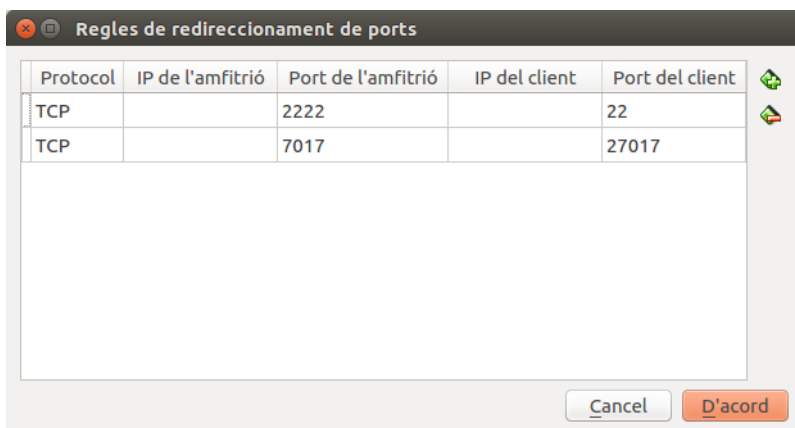 Regles de redireccionament de ports
Protocol IP de l'amfitrió Port de l'amfitrió IP del client Port del client
TCP 2222 22
TCP 7017 27017
Cancel D'acord